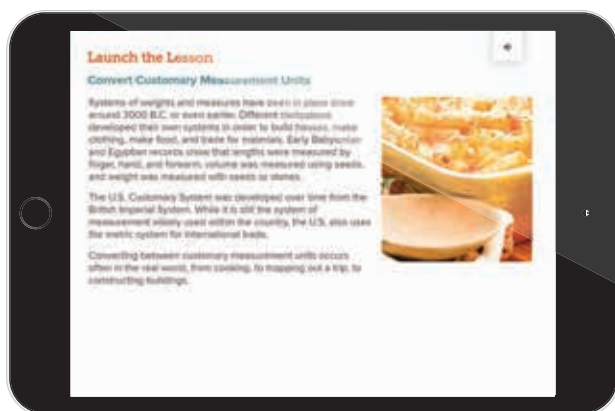 Launch the Lesson
Convert Customary Measurement Units
Systems of weights and measures have been in place since
around 3000 B.C. or even earlier. Different civilizations
developed their own systems in order to build houses, make
clothing, make food, and trade for materials. Early Babylonian
and Egyptian records show that lengths were measured by
finger, hand, and forearm, volume was measured using seeds,
and weight was measured with seeds or stones.
The U.S. Customary System was developed over time from the
British Imperial System. While it is still the system of
measurement widely used within the country, the U.S. also uses
the metric system for international trade.
Converting between customary measurement units occurs
often in the real world, from cooking, to mapping out a trip, to
constructing buildings.